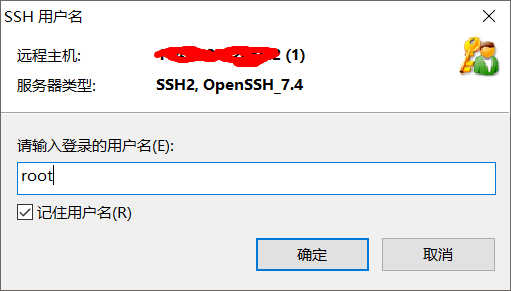 SSH 用户名
远程主机: 2 (1)
服务器类型: SSH2, OpenSSH_7.4
请输入登录的用户名(E):
root
记住用户名(R)
确定 取消